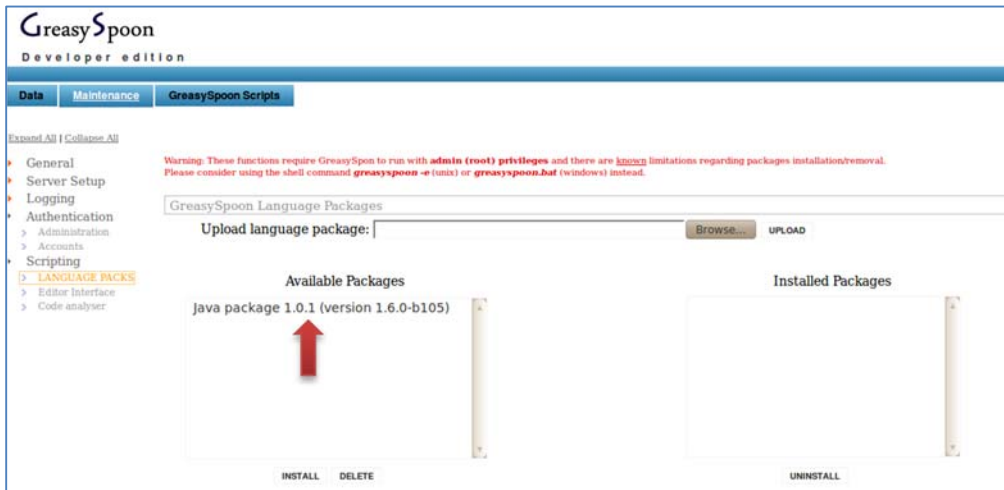 GreasySpoon
Developer edition
Data Maintenance GreasySpoon Scripts
Expand All | Collapse All
General
Server Setup
Logging
Authentication
Administration
Accounts
Scripting
LANGUAGE PACKS
Editor Interface
Code analyser
Warning: These functions require GreasySpon to run with admin (root) privileges and there are known limitations regarding packages installation/removal.
Please consider using the shell command greasyspoon -e (unix) or greasyspoon.bat (windows) instead.
GreasySpoon Language Packages
Upload language package: Browse... UPLOAD
Available Packages Installed Packages
Java package 1.0.1 (version 1.6.0-b105)
INSTALL DELETE UNINSTALL